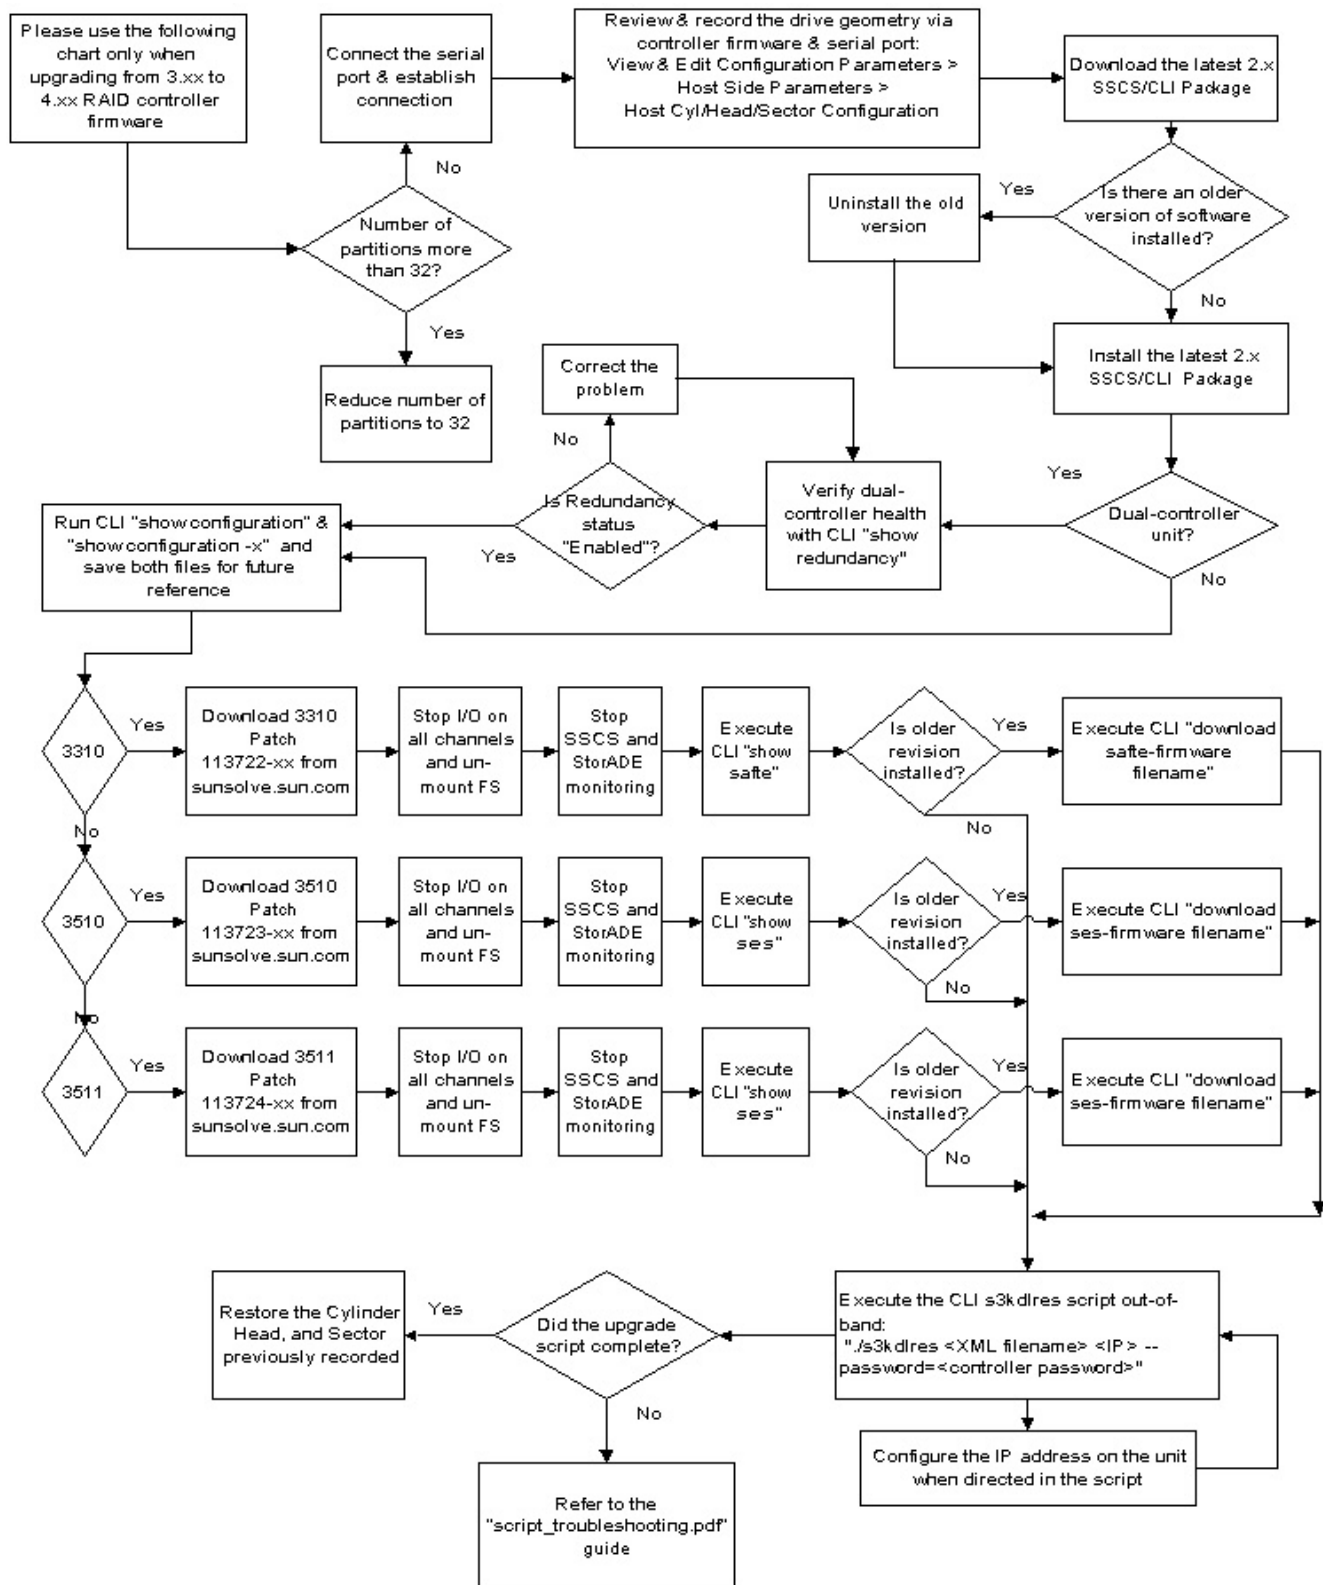 Please use the following
chart only when
upgrading from 3.xx to
4.xx RAID controller
firmware
Connect the serial
port & establish
connection
Review & record the drive geometry via
controller firmware & serial port:
View & Edit Configuration Parameters >
Host Side Parameters >
Host Cyl/Head/Sector Configuration
Download the latest 2.x
SSCS/CLI Package
No
Number of
partitions more
than 32?
Yes
Reduce number of
partitions to 32
Uninstall the old
version
Yes
Is there an older
version of software
installed?
No
Install the latest 2.x
SSCS/CLI Package
Correct the
problem
No
Is Redundancy
status
"Enabled"?
Yes
Verify dual-
controller health
with CLI "show
redundancy"
Yes
Dual-controller
unit?
No
Run CLI "show configuration" &
"show configuration -x" and
save both files for future
reference
3310
Yes
No
Download 3310
Patch
113722-xx from
sunsolve.sun.com
Stop I/O on
all channels
and un-
mount FS
Stop
SSCS and
StorADE
monitoring
Execute
CLI "show
safte"
Is older
revision
installed?
Yes
No
Execute CLI "download
safte-firmware
filename"
3510
Yes
No
Download 3510
Patch
113723-xx from
sunsolve.sun.com
Stop I/O on
all channels
and un-
mount FS
Stop
SSCS and
StorADE
monitoring
Execute
CLI "show
ses"
Is older
revision
installed?
Yes
No
Execute CLI "download
ses-firmware filename"
3511
Yes
Download 3511
Patch
113724-xx from
sunsolve.sun.com
Stop I/O on
all channels
and un-
mount FS
Stop
SSCS and
StorADE
monitoring
Execute
CLI "show
ses"
Is older
revision
installed?
Yes
No
Execute CLI "download
ses-firmware filename"
Restore the Cylinder
Head, and Sector
previously recorded
Yes
Did the upgrade
script complete?
No
Execute the CLI s3kdlres script out-of-
band:
"./s3kdlres <XML filename> <IP> --
password=<controller password>"
Configure the IP address on the unit
when directed in the script
Refer to the
"script_troubleshooting.pdf"
guide